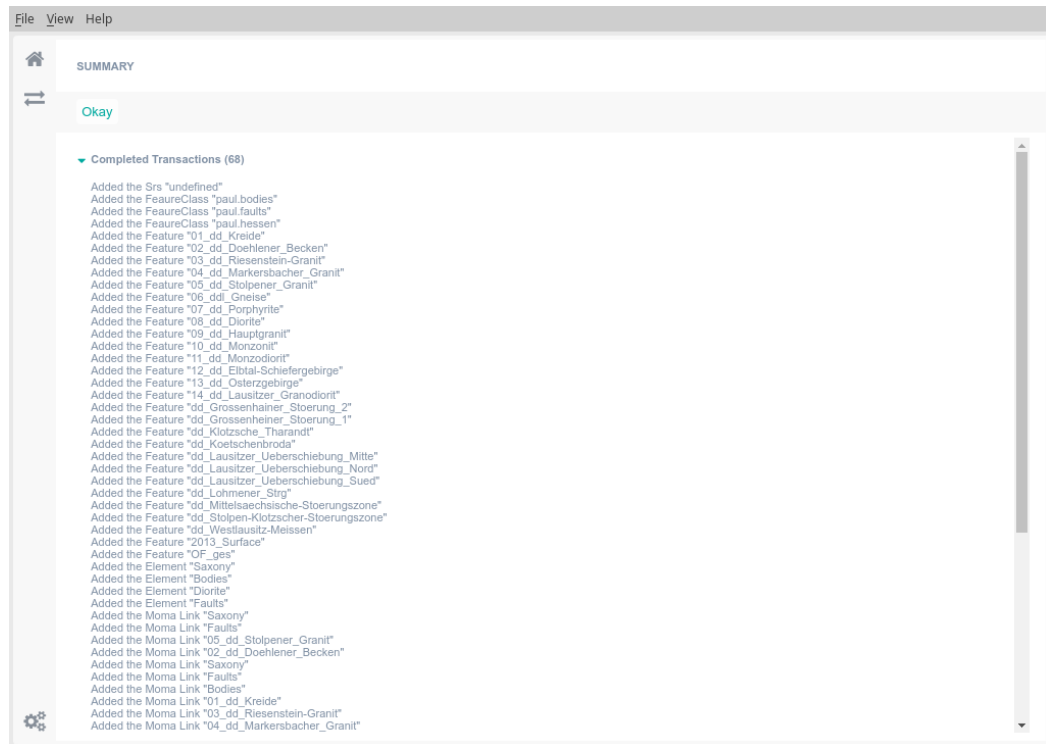 File View Help
SUMMARY
Okay
Completed Transactions (68)
Added the Srs "undefined"
Added the FeaureClass "paul.bodies"
Added the FeaureClass "paul.faults"
Added the FeaureClass "paul.hessen"
Added the Feature "01_dd_Kreide"
Added the Feature "02_dd_Doehlener_Becken"
Added the Feature "03_dd_Riesenstein-Granit"
Added the Feature "04_dd_Markersbacher_Granit"
Added the Feature "05_dd_Stolpener_Granit"
Added the Feature "06_ddl_Gneise"
Added the Feature "07_dd_Porphyrite"
Added the Feature "08_dd_Diorite"
Added the Feature "09_dd_Hauptgranit"
Added the Feature "10_dd_Monzonit"
Added the Feature "11_dd_Monzodiorit"
Added the Feature "12_dd_Elbtal-Schiefergebirge"
Added the Feature "13_dd_Osterzgebirge"
Added the Feature "14_dd_Lausitzer_Granodiorit"
Added the Feature "dd_Grossenhainer_Stoerung_2"
Added the Feature "dd_Grossenheiner_Stoerung_1"
Added the Feature "dd_Klotzsche_Tharandt"
Added the Feature "dd_Koetschenbroda"
Added the Feature "dd_Lausitzer_Ueberschiebung_Mitte"
Added the Feature "dd_Lausitzer_Ueberschiebung_Nord"
Added the Feature "dd_Lausitzer_Ueberschiebung_Sued"
Added the Feature "dd_Lohmener_Strg"
Added the Feature "dd_Mittelsaechsische-Stoerungszone"
Added the Feature "dd_Stolpen-Klotzscher-Stoerungszone"
Added the Feature "dd_Westlausitz-Meissen"
Added the Feature "2013_Surface"
Added the Feature "OF_ges"
Added the Element "Saxony"
Added the Element "Bodies"
Added the Element "Diorite"
Added the Element "Faults"
Added the Moma Link "Saxony"
Added the Moma Link "Faults"
Added the Moma Link "05_dd_Stolpener_Granit"
Added the Moma Link "02_dd_Doehlener_Becken"
Added the Moma Link "Saxony"
Added the Moma Link "Faults"
Added the Moma Link "Bodies"
Added the Moma Link "01_dd_Kreide"
Added the Moma Link "03_dd_Riesenstein-Granit"
Added the Moma Link "04_dd_Markersbacher_Granit"